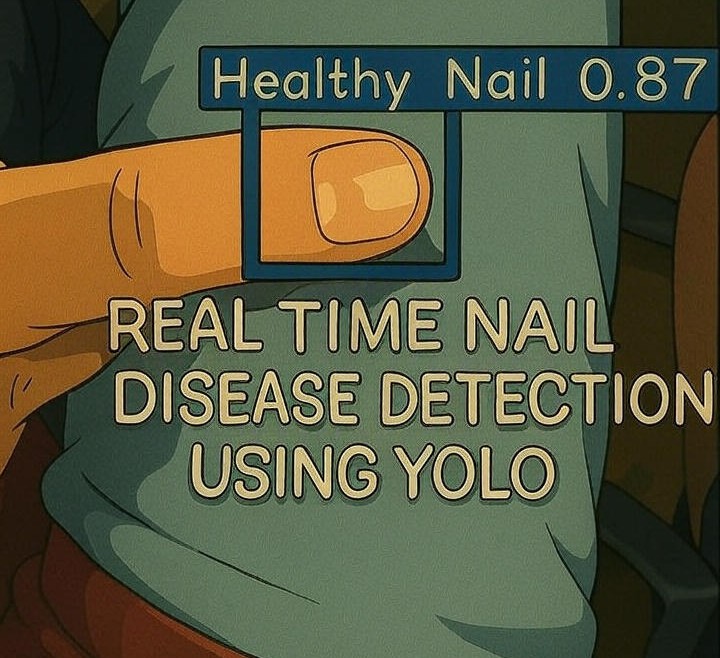 Healthy Nail 0.87
REAL TIME NAIL
DISEASE DETECTION
USING YOLO